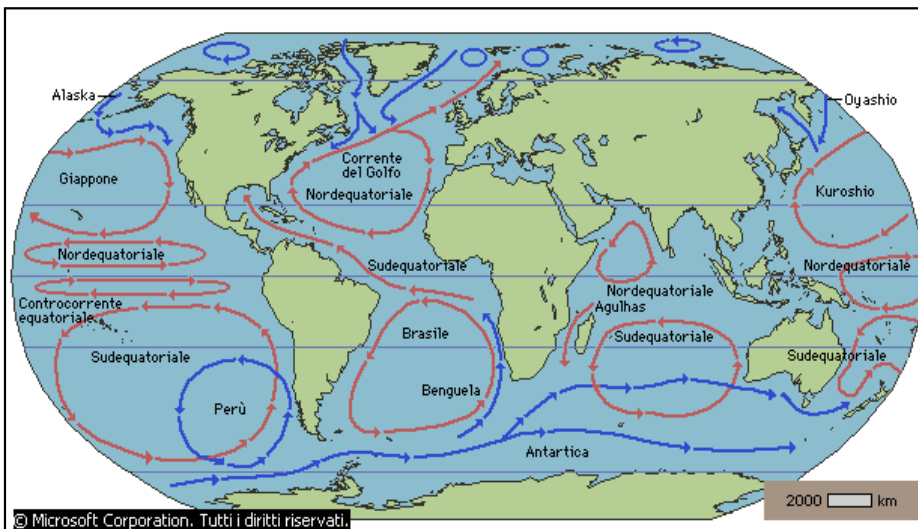 Alaska
Oyashio
Giappone
Corrente
del Golfo
Nordequatoriale
Kuroshio
Nordequatoriale
Sudequatoriale
Nordequatoriale
Controcorrente
equatoriale
Nordequatoriale
Agulhas
Sudequatoriale
Brasile
Sudequatoriale
Sudequatoriale
Perù
Benguela
Antartica
2000 km
© Microsoft Corporation. Tutti i diritti riservati.